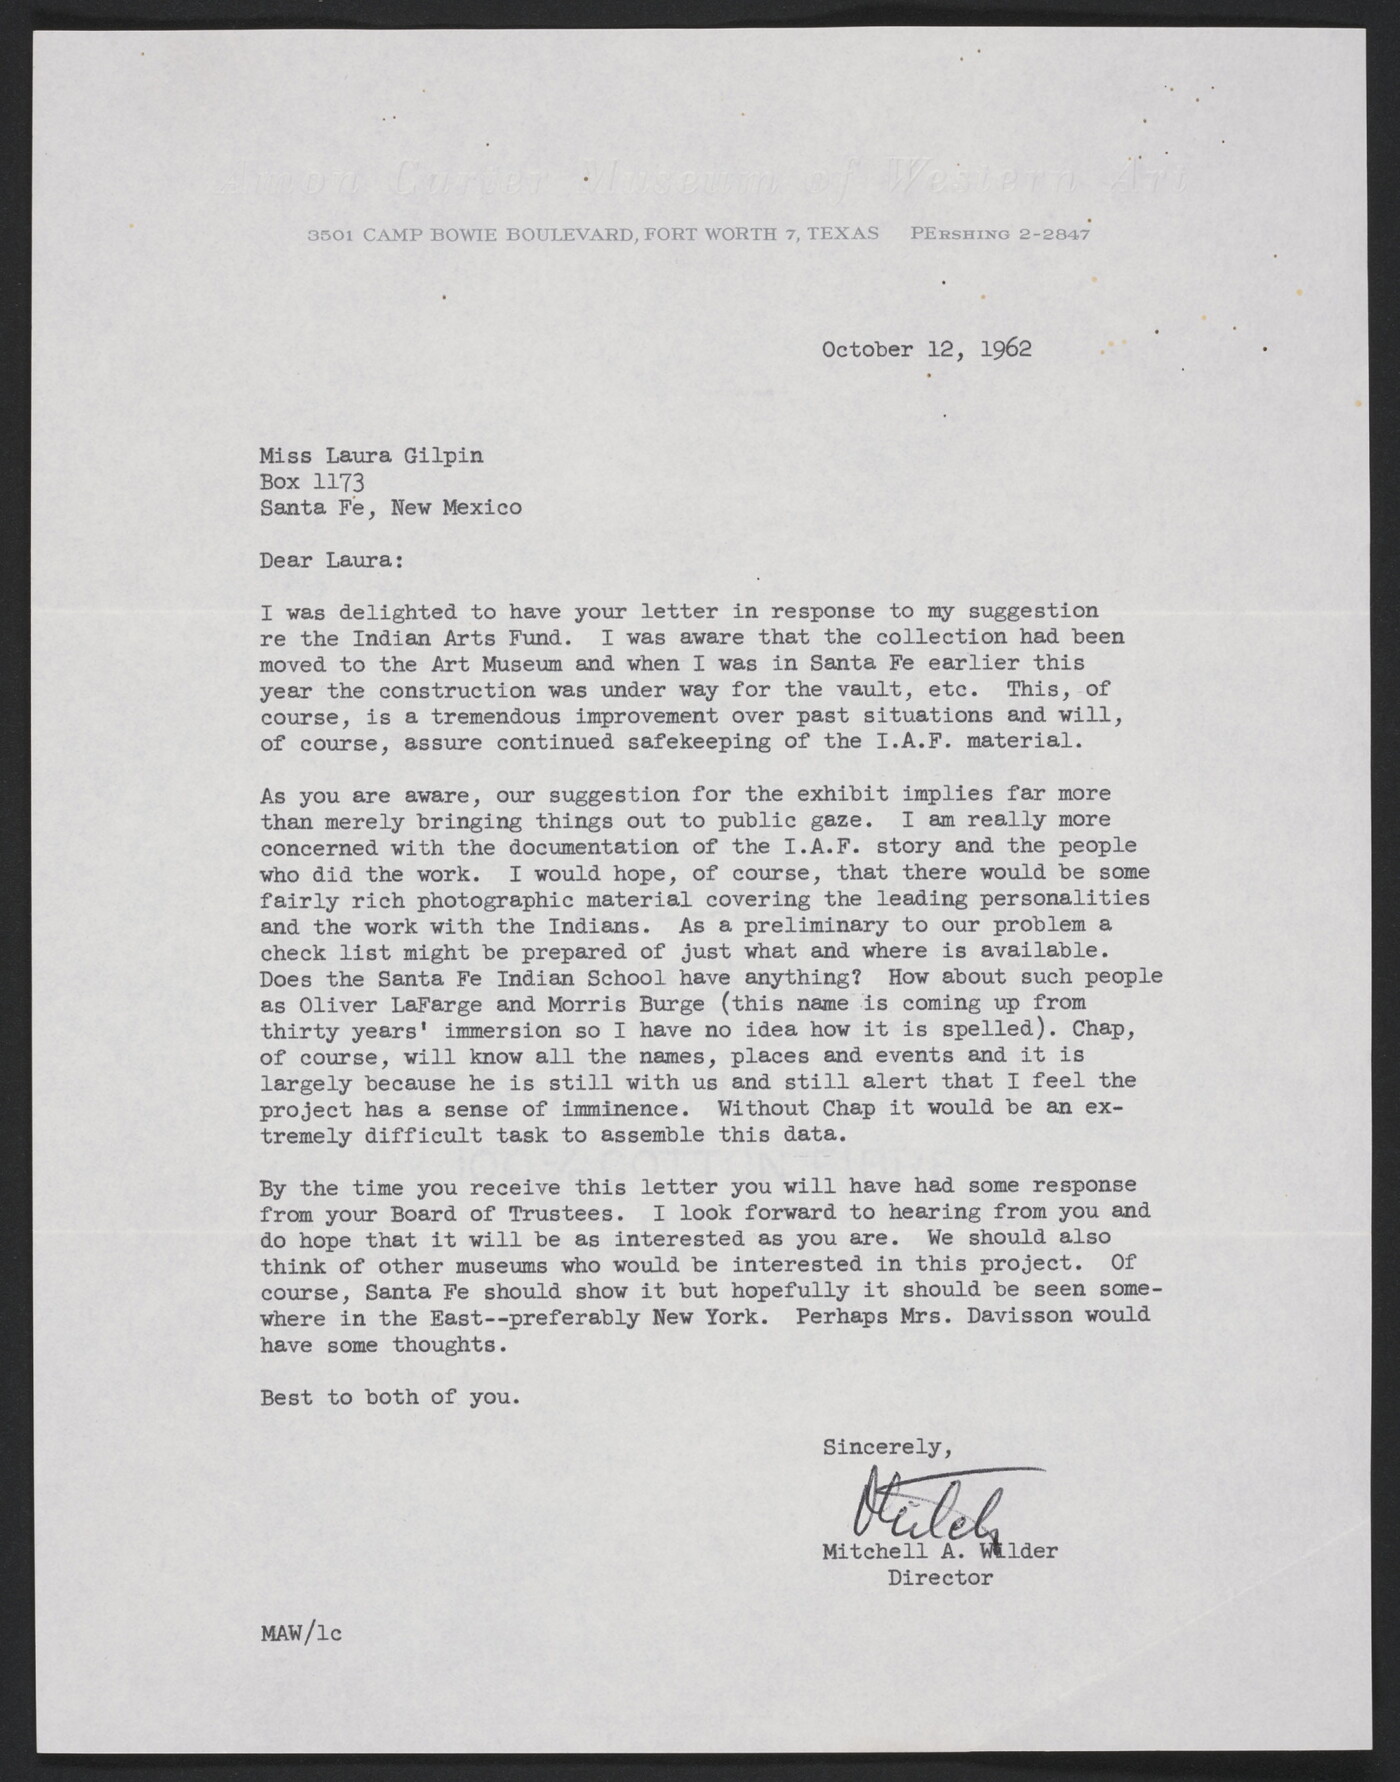 Amon Carter Museum of Western Art
3501 CAMP BOWIE BOULEVARD, FORT WORTH 7, TEXAS PERSHING 2-2847
October 12, 1962
Miss Laura Gilpin
Box 1173
Santa Fe, New Mexico
Dear Laura:
I was delighted to have your letter in response to my suggestion
re the Indian Arts Fund. I was aware that the collection had been
moved to the Art Museum and when I was in Santa Fe earlier this
year the construction was under way for the vault, etc. This, of
course, is a tremendous improvement over past situations and will,
of course, assure continued safekeeping of the I.A.F. material.
As you are aware, our suggestion for the exhibit implies far more
than merely bringing things out to public gaze. I am really more
concerned with the documentation of the I.A.F. story and the people
who did the work. I would hope, of course, that there would be some
fairly rich photographic material covering the leading personalities
and the work with the Indians. As a preliminary to our problem a
check list might be prepared of just what and where is available.
Does the Santa Fe Indian School have anything? How about such people
as Oliver LaFarge and Morris Burge (this name is coming up from
thirty years' immersion so I have no idea how it is spelled). Chap,
of course, will know all the names, places and events and it is
largely because he is still with us and still alert that I feel the
project has a sense of imminence. Without Chap it would be an ex-
tremely difficult task to assemble this data.
By the time you receive this letter you will have had some response
from your Board of Trustees. I look forward to hearing from you and
do hope that it will be as interested as you are. We should also
think of other museums who would be interested in this project. Of
course, Santa Fe should show it but hopefully it should be seen some-
where in the East--preferably New York. Perhaps Mrs. Davisson would
have some thoughts.
Best to both of you.
Sincerely,
Mitch
Mitchell A. Wilder
Director
MAW/lc